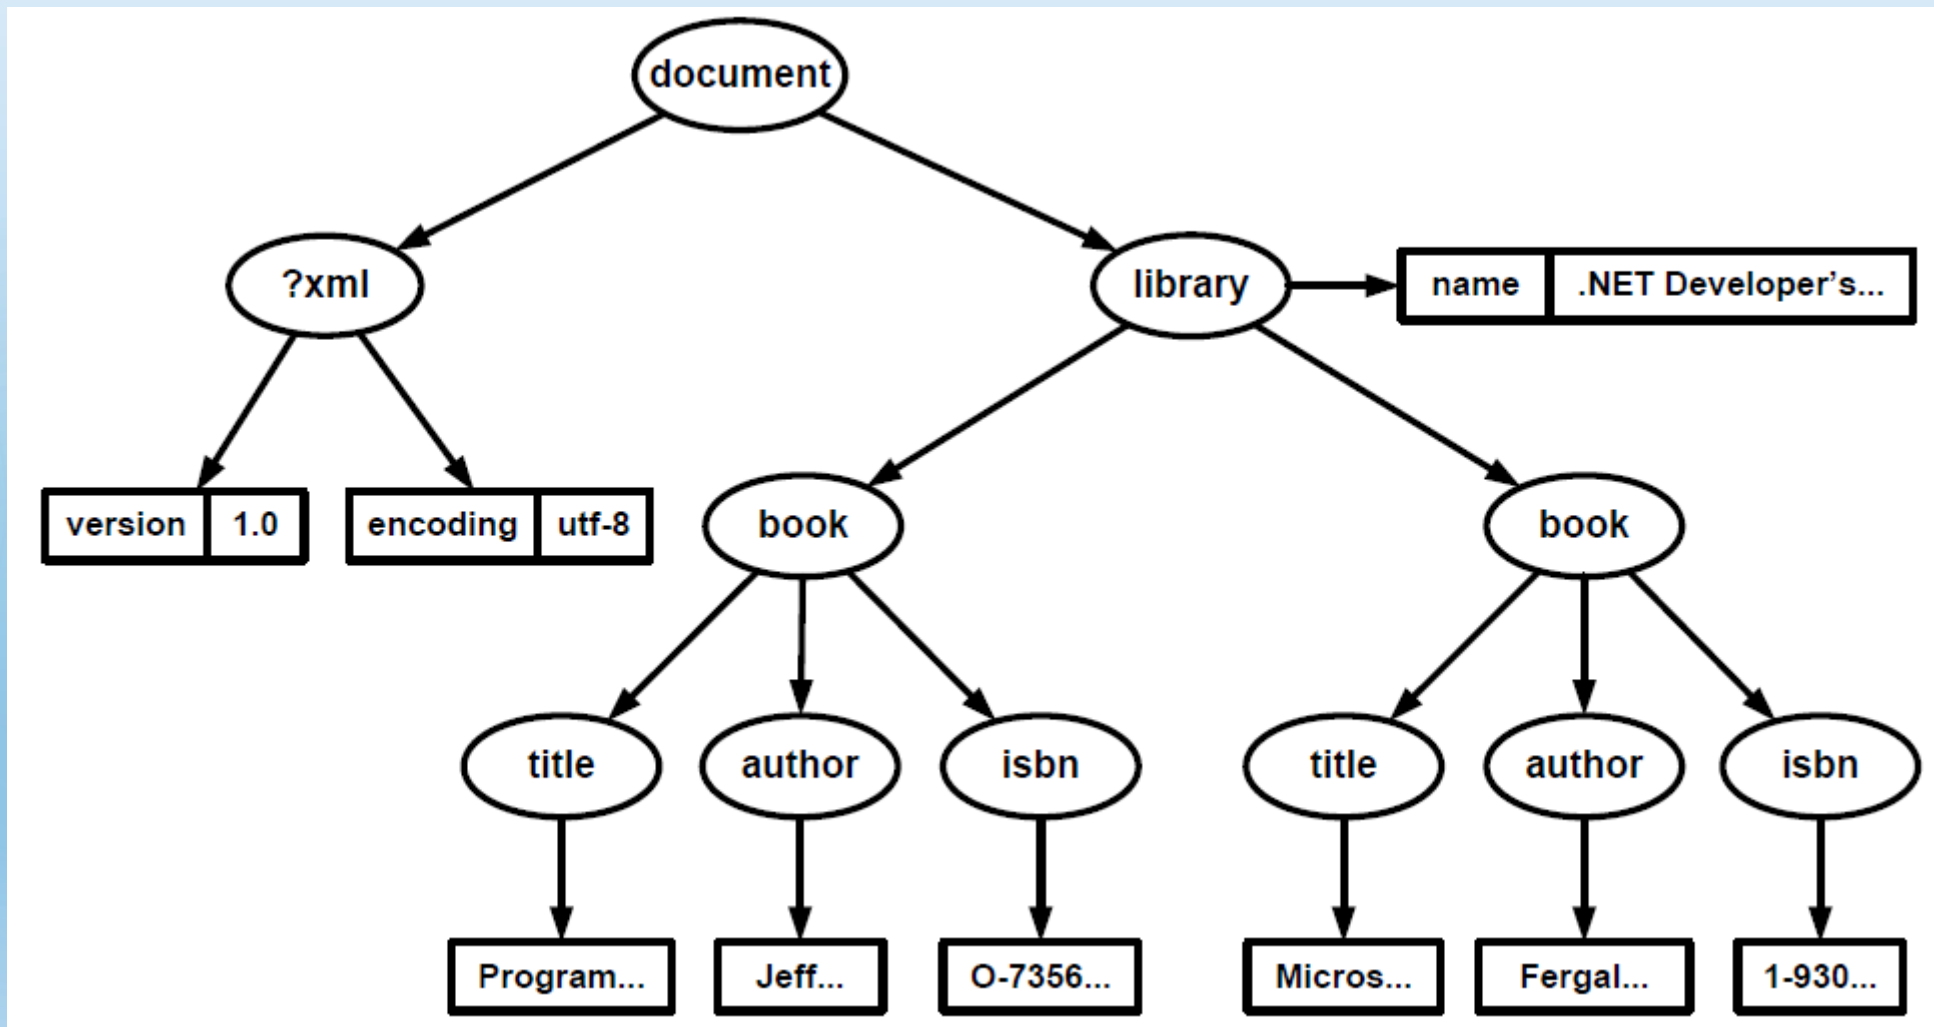 document
?xml
library
name .NET Developer’s...
version 1.0
encoding utf-8
book
book
title
author
isbn
title
author
isbn
Program...
Jeff...
O-7356...
Micros...
Fergal...
1-930...